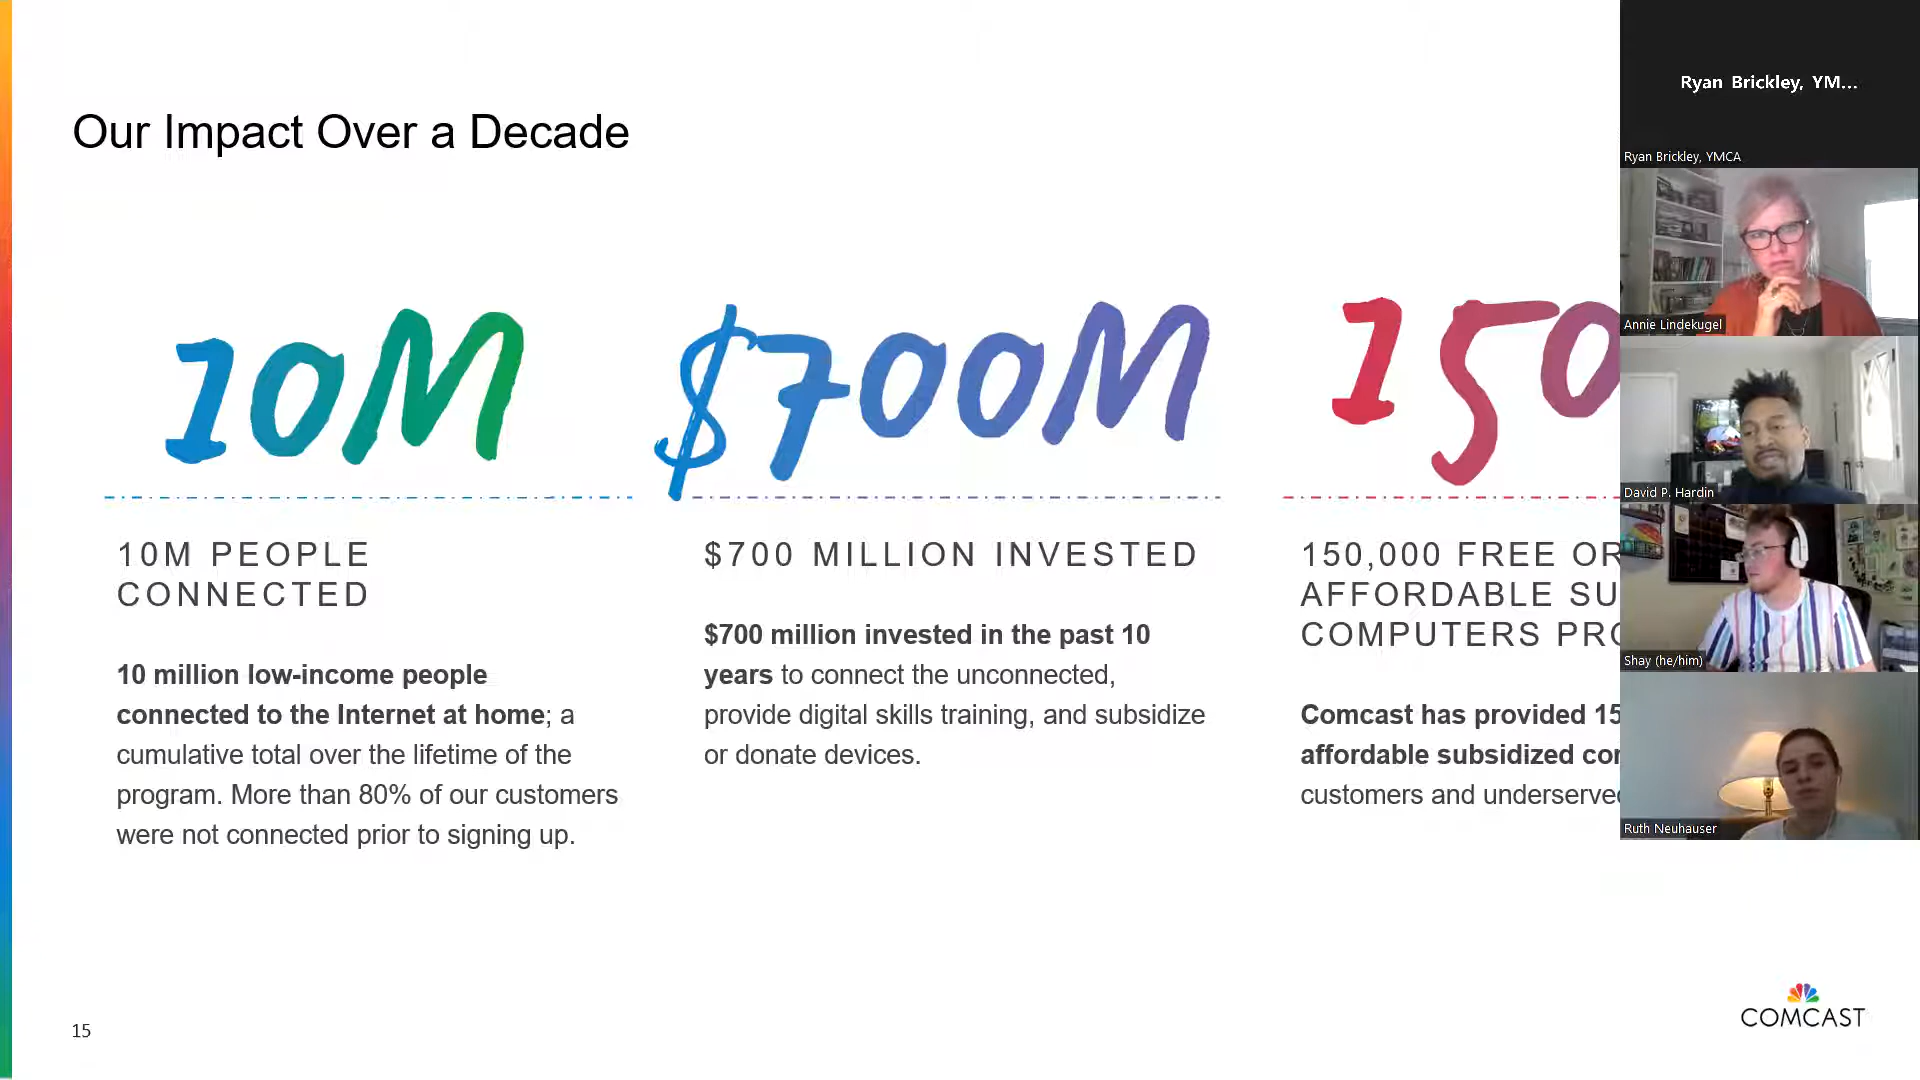 Our Impact Over a Decade
10M
$700M
150
10M PEOPLE
CONNECTED
10 million low-income people
connected to the Internet at home; a
cumulative total over the lifetime of the
program. More than 80% of our customers
were not connected prior to signing up.
$700 MILLION INVESTED
$700 million invested in the past 10
years to connect the unconnected,
provide digital skills training, and subsidize
or donate devices.
150,000 FREE OR
AFFORDABLE SU
COMPUTERS PRO
Comcast has provided 15
affordable subsidized
customers and underserved
15
COMCAST
Ryan Brickley, YM...
Ryan Brickley, YMCA
Annie Lindekugel
David P. Hardin
Shay (he/him)
Ruth Neuhauser